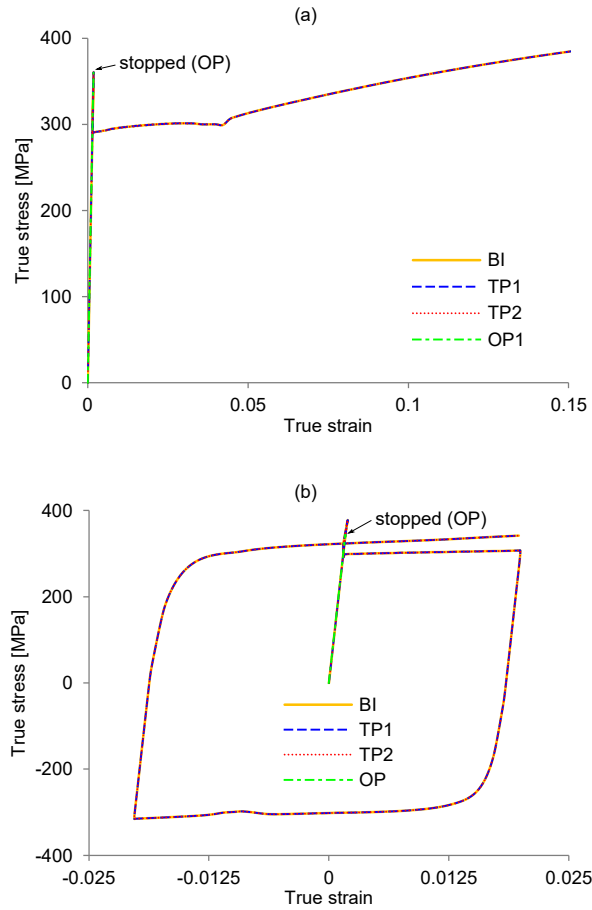 (a)
400
300
200
100
0
stopped (OP)
True stress [MPa]
BI
TP1
TP2
OP1
0
0.05
0.1
0.15
True strain
(b)
400
200
0
-200
-400
stopped (OP)
True stress [MPa]
BI
TP1
TP2
OP
-0.025
-0.0125
0
0.0125
0.025
True strain